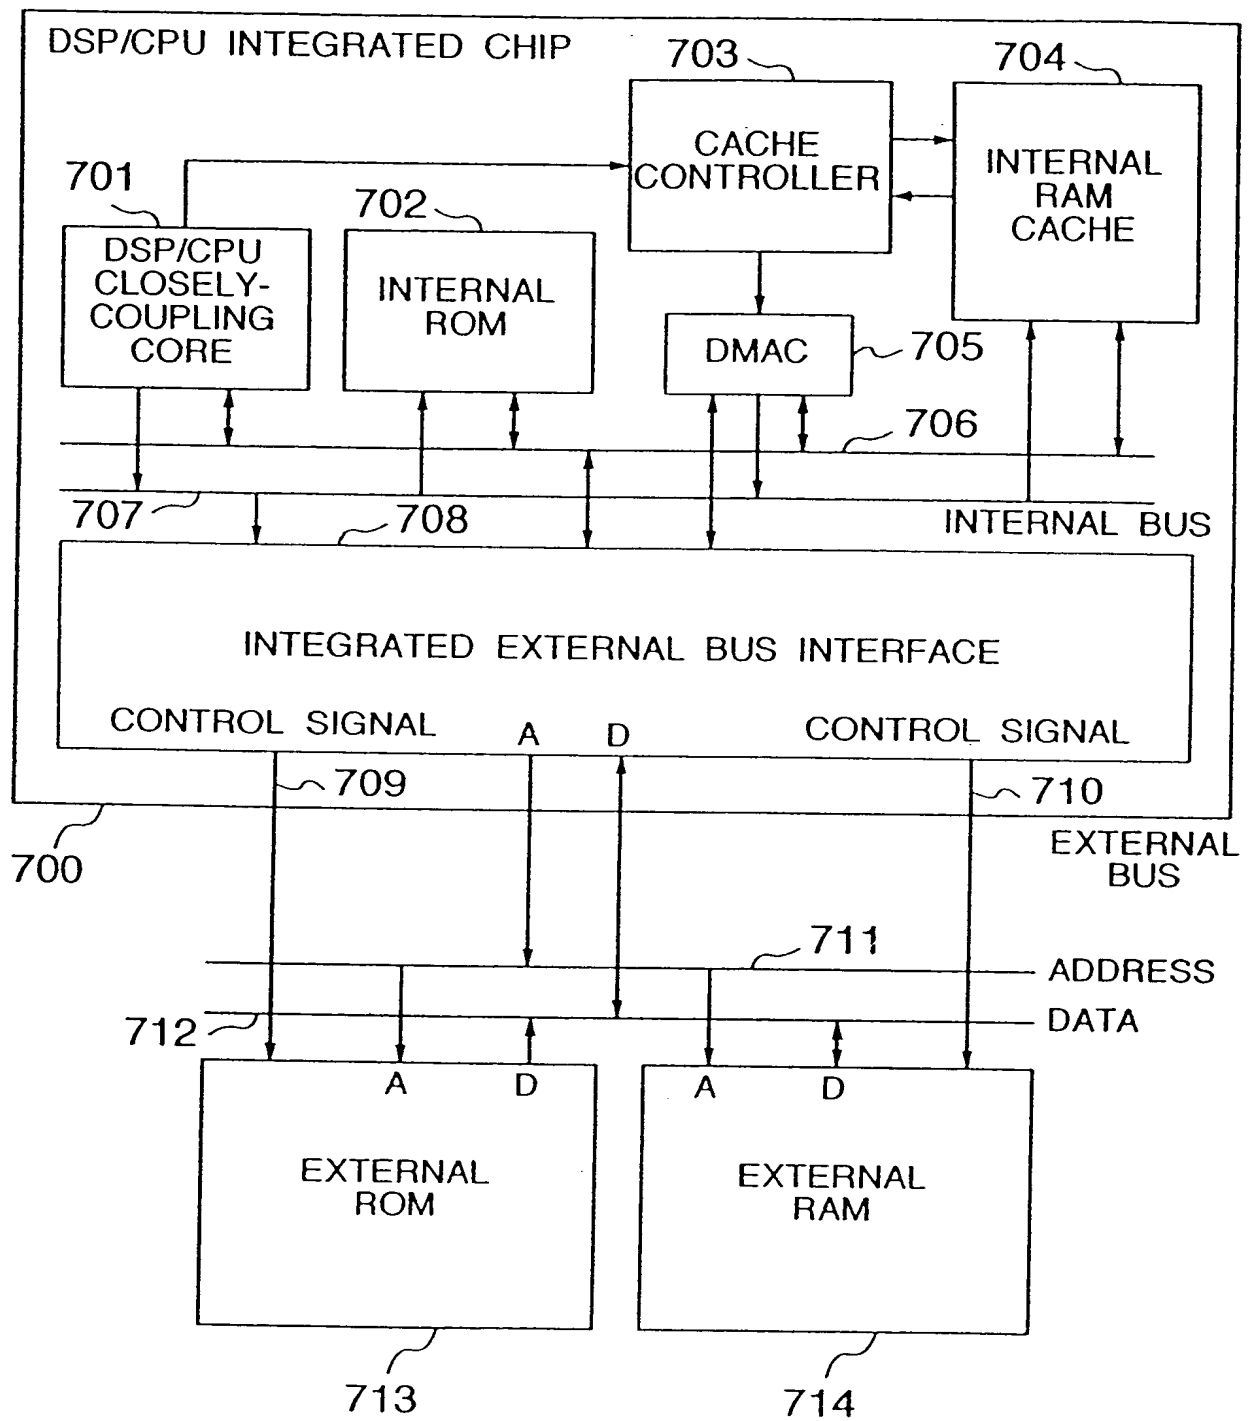 DSP/CPU INTEGRATED CHIP
703
704
CACHE
CONTROLLER
INTERNAL
RAM
CACHE
701
702
DSP/CPU
CLOSELY-
COUPLING
CORE
INTERNAL
ROM
DMAC
705
706
707
708
INTERNAL BUS
INTEGRATED EXTERNAL BUS INTERFACE
CONTROL SIGNAL
A
D
CONTROL SIGNAL
709
710
700
EXTERNAL
BUS
711
ADDRESS
712
DATA
A
D
A
D
EXTERNAL
ROM
EXTERNAL
RAM
713
714